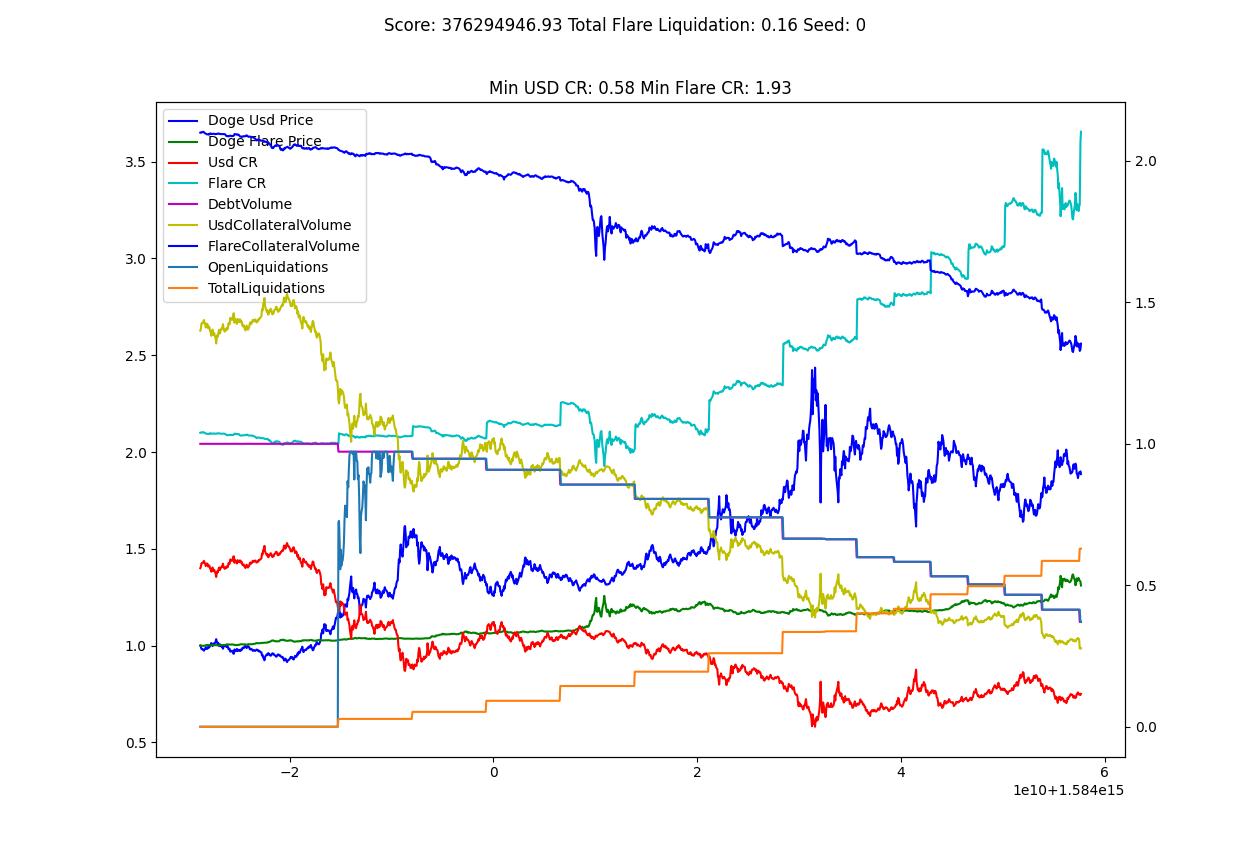 Score: 376294946.93 Total Flare Liquidation: 0.16 Seed: 0
Min USD CR: 0.58 Min Flare CR: 1.93
Doge Usd Price
Doge Flare Price
Usd CR
Flare CR
DebtVolume
UsdCollateralVolume
FlareCollateralVolume
OpenLiquidations
TotalLiquidations
3.5
3.0
2.5
2.0
1.5
1.0
0.5
2.0
1.5
1.0
0.5
0.0
−2 0 2 4 6
1e10+1.584e15